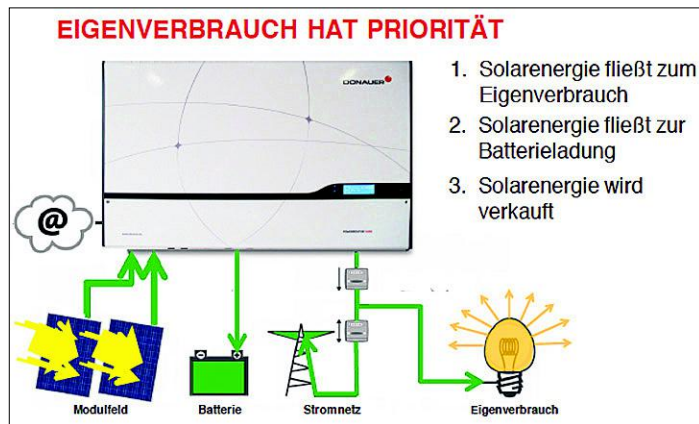 EIGENVERBRAUCH HAT PRIORITÄT
DONAUER
1. Solarenergie fließt zum
Eigenverbrauch
2. Solarenergie fließt zur
Batterieladung
3. Solarenergie wird
verkauft
@
Modulfeld
Batterie
Stromnetz
Eigenverbrauch